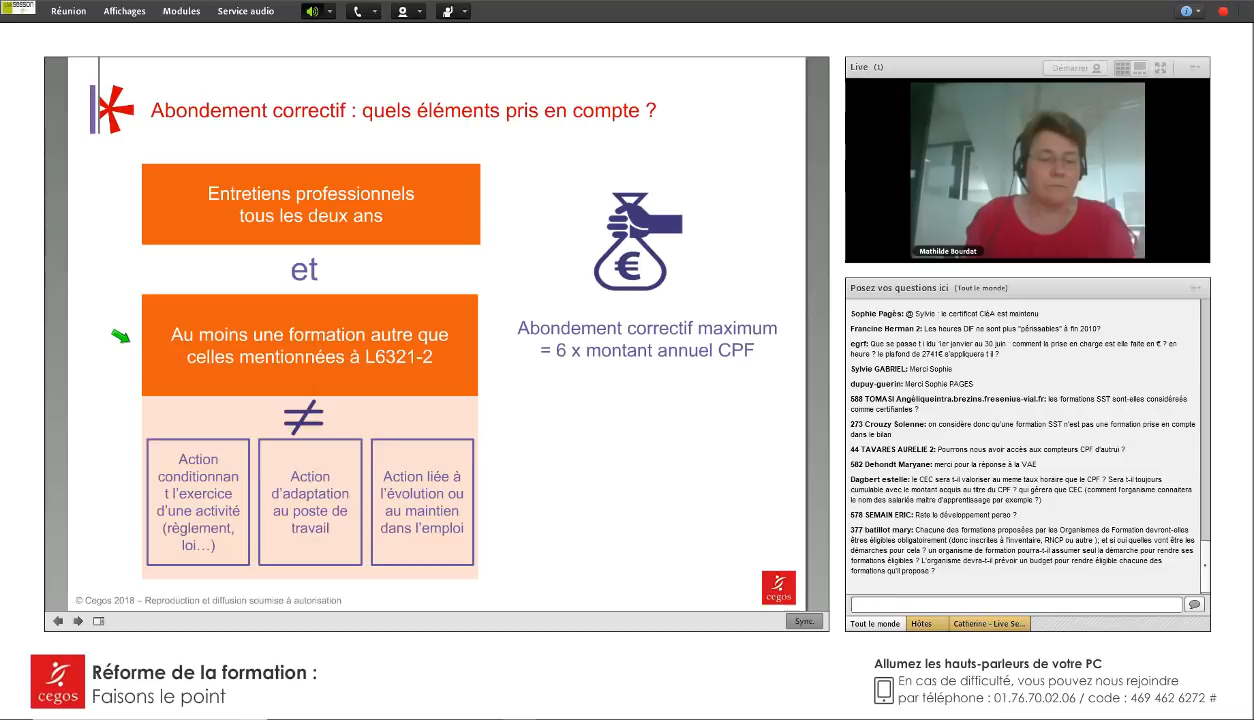 session
Réunion Affichages Modules Service audio
Abondement correctif : quels éléments pris en compte ?
Entretiens professionnels
tous les deux ans
et
Au moins une formation autre que
celles mentionnées à L6321-2
≠
Action
conditionnan
t l'exercice
d'une activité
(règlement,
loi…)
Action
d'adaptation
au poste de
travail
Action liée à
l'évolution ou
au maintien
dans l'emploi
€
Abondement correctif maximum
= 6 x montant annuel CPF
cegos
© Cegos 2018 – Reproduction et diffusion soumise à autorisation
Sync.
Live (1)
Démarrer
Mathilde Bourdat
Posez vos questions ici (Tout le monde)
Sophie Pagès: @ Sylvie : le certificat CléA est maintenu
Francine Herman 2: Les heures DIF ne sont plus "périssables" à fin 2010?
egrf: Que se passe t i ldu 1er janvier au 30 juin : comment la prise en charge est elle faite en € ? en
heure ? le plafond de 2741€ s'appliquera t il ?
Sylvie GABRIEL: Merci Sophie
dupuy-guerin: Merci Sophie PAGES
588 TOMASI Angéliqueintra.brezins.fresenius-vial.fr: les formations SST sont-elles considéréees
comme certifiantes ?
273 Crouzy Solenne: on considère donc qu'une formation SST n'est pas une formation prise en compte
dans le bilan
44 TAVARES AURELIE 2: Pourrons nous avoir accès aux compteurs CPF d'autrui ?
582 Dehondt Maryane: merci pour la réponse à la VAE
Dagbert estelle: le CEC sera t-il valoriser au meme taux horaire que le CPF ? Sera t-il toujours
cumulable avec le montant acquis au titre du CPF ? qui gérera que CEC (comment l'organisme connaitera
le nom des salariés maitre d'apprentissage par exemple ?)
578 SEMAIN ERIC: Rate le développement perso ?
377 batillot mary: Chacune des formations proposées par les Organismes de Formation devront-elles
êtres éligibles obligatoirement (donc inscrites à l'inventaire, RNCP ou autre ); et si oui quelles vont être les
démarches pour cela ? un organisme de formation pourra-t-il assumer seul la démarche pour rendre ses
formations éligibles ? L'organisme devra-t-il prévoir un budget pour rendre éligible chacune des
formations qu'il propose ?
Tout le monde Hôtes Catherine - Live Se...
cegos
Réforme de la formation :
Faisons le point
Allumez les hauts-parleurs de votre PC
En cas de difficulté, vous pouvez nous rejoindre
par téléphone : 01.76.70.02.06 / code : 469 462 6272 #